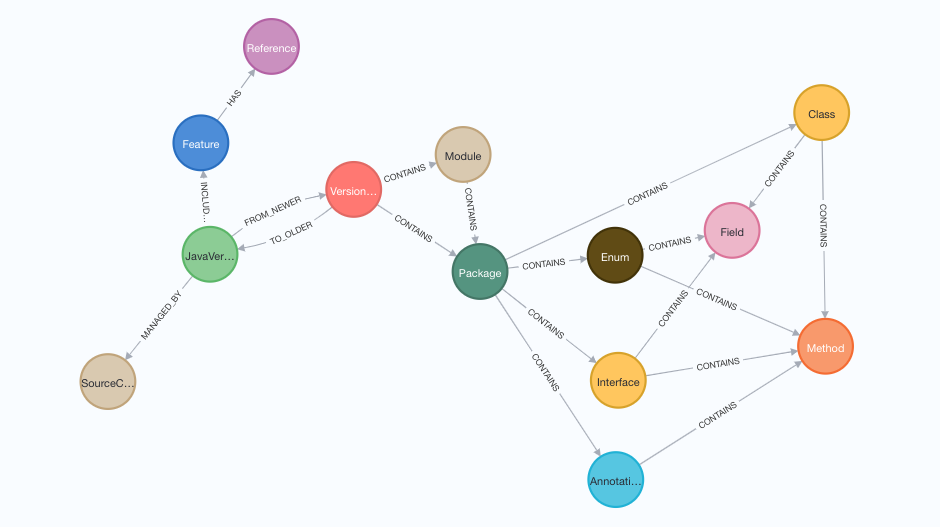 Reference
HAS
Feature
INCLUD...
JavaVer...
FROM_NEWER
TO_OLDER
Version...
MANAGED_BY
SourceC...
CONTAINS
Module
CONTAINS
CONTAINS
Package
CONTAINS
Class
CONTAINS
Field
CONTAINS
CONTAINS
Enum
CONTAINS
CONTAINS
CONTAINS
Interface
CONTAINS
CONTAINS
Method
CONTAINS
Annotati...
CONTAINS